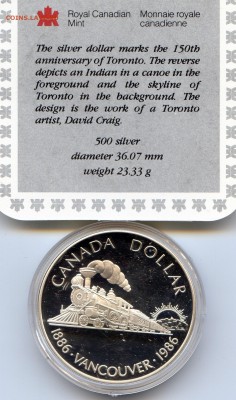 Royal Canadian Monnaie royale
Mint canadienne
The silver dollar marks the 150th
anniversary of Toronto. The reverse
depicts an Indian in a canoe in the
foreground and the skyline of
Toronto in the background. The
design is the work of a Toronto
artist, David Craig.
500 silver
diameter 36.07 mm
weight 23.33 g
CANADA DOLLAR
1886·VANCOUVER·1986